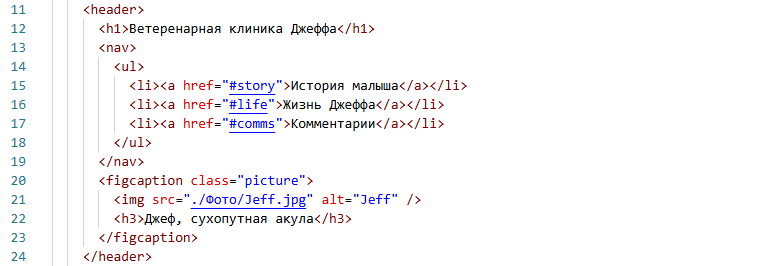 11 <header>
12 <h1>Ветеренарная клиника Джеффа</h1>
13 <nav>
14 <ul>
15 <li><a href="#story">История малыша</a></li>
16 <li><a href="#life">Жизнь Джеффа</a></li>
17 <li><a href="#comms">Комментарии</a></li>
18 </ul>
19 </nav>
20 <figcaption class="picture">
21 <img src="./Фото/Jeff.jpg" alt="Jeff" />
22 <h3>Джеф, сухопутная акула</h3>
23 </figcaption>
24 </header>